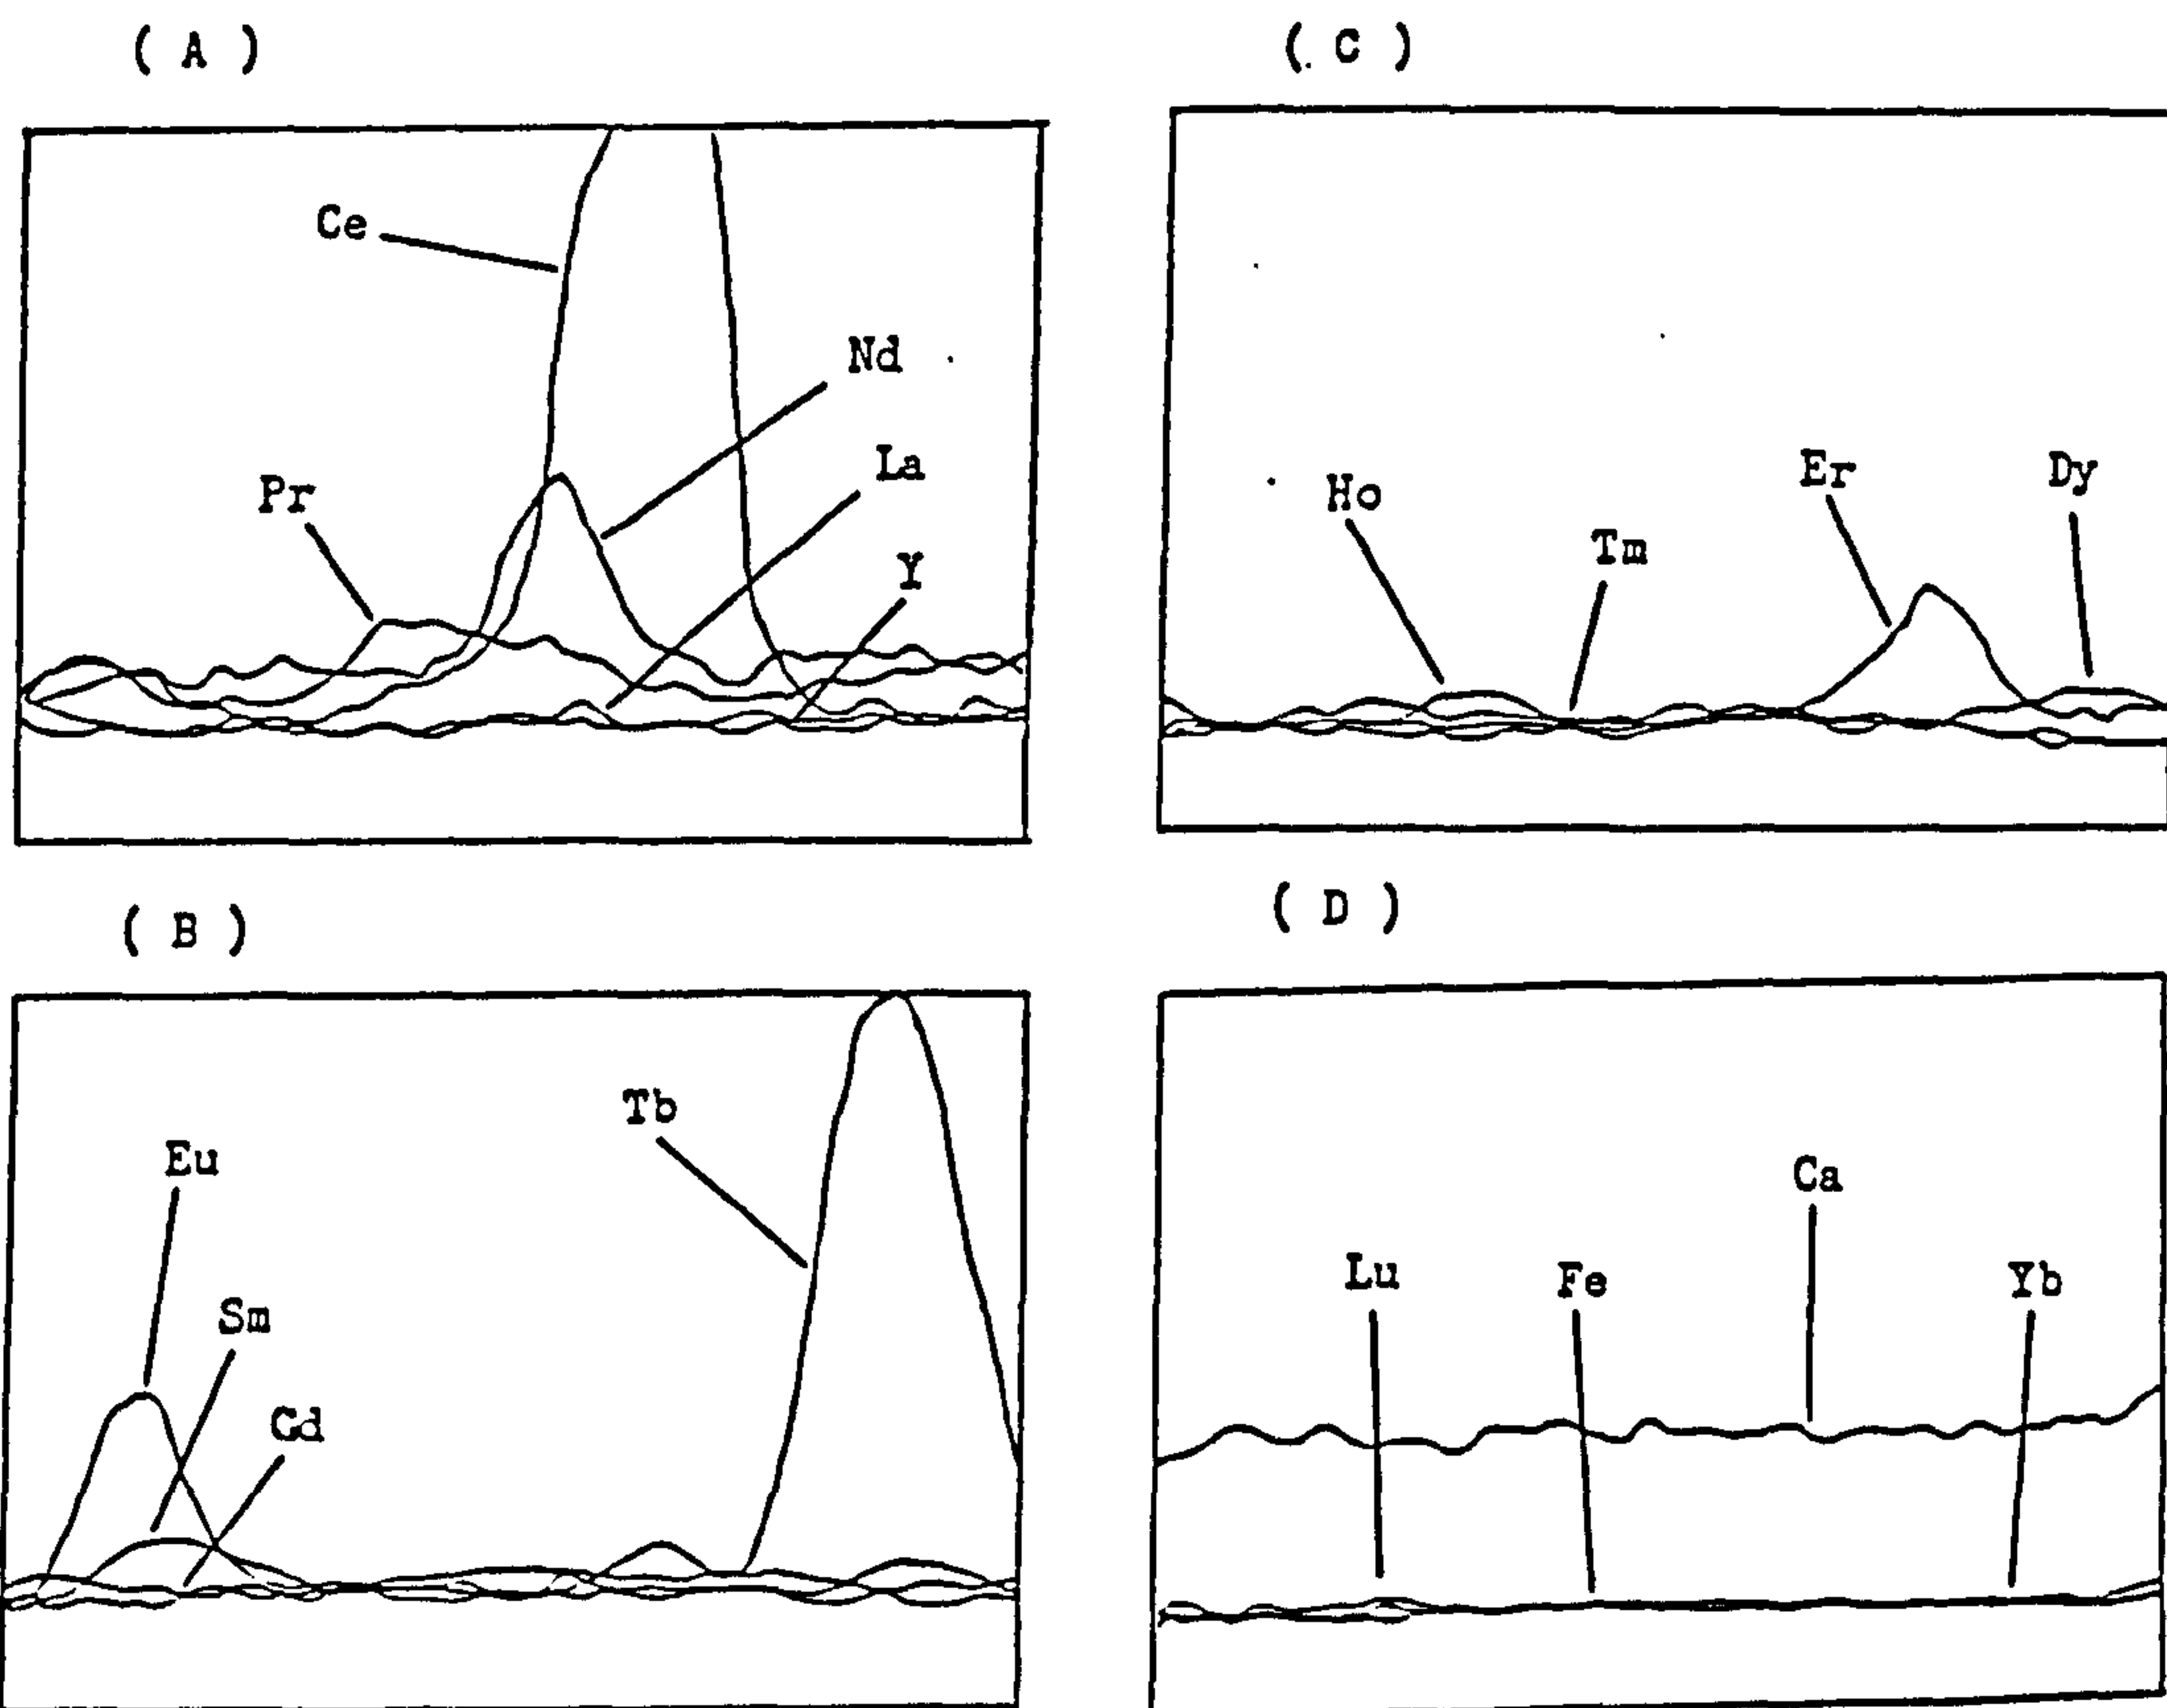 ( A )
Ce
Nd
La
Pr
Y
( B )
Tb
Eu
Sm
Gd
( C )
Er
Dy
Ho
Tm
( D )
Ca
Lu
Fe
Yb